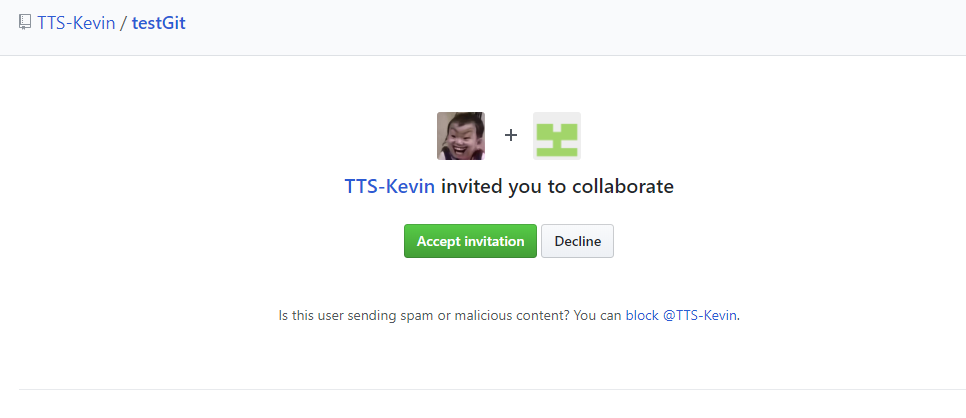 TTS-Kevin / testGit
+
TTS-Kevin invited you to collaborate
Accept invitation Decline
Is this user sending spam or malicious content? You can block @TTS-Kevin.